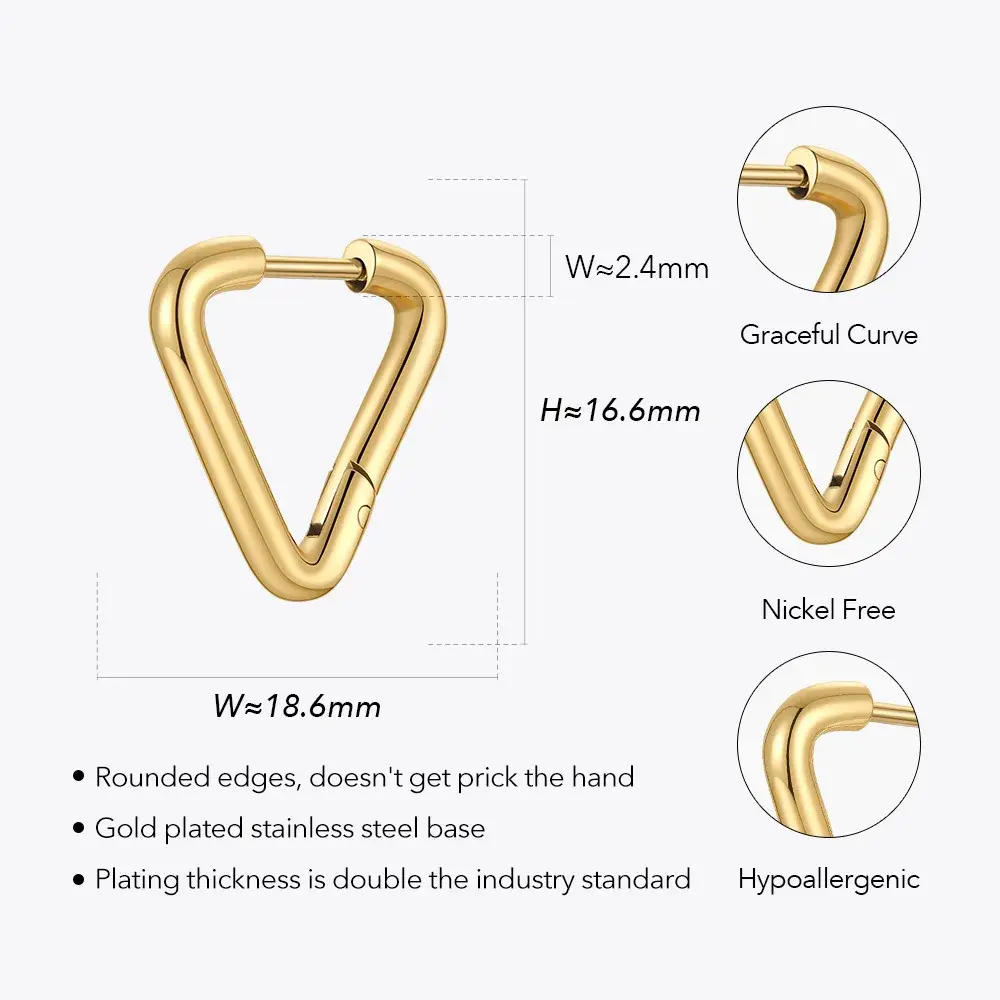 W≈2.4mm
Graceful Curve
H≈16.6mm
Nickel Free
W≈18.6mm
• Rounded edges, doesn't get prick the hand
• Gold plated stainless steel base
• Plating thickness is double the industry standard
Hypoallergenic